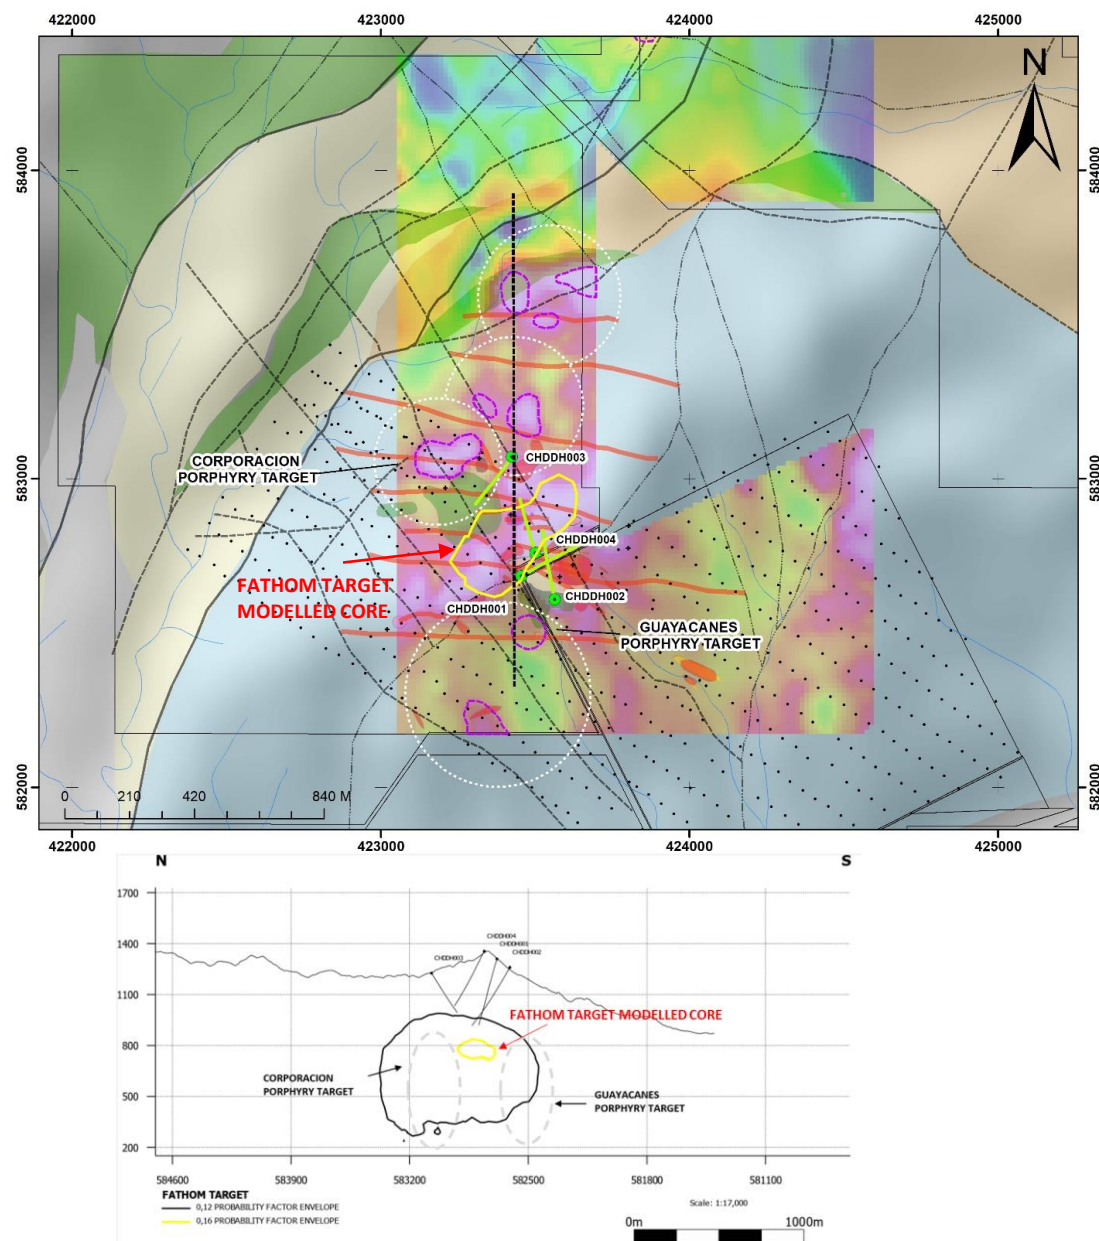 422000
423000
424000
425000
N
584000
584000
CHDDH003
CORPORACION
PORPHYRY TARGET
583000
583000
CHDDH004
FATHOM TARGET
MODELLED CORE
CHDDH001
CHDDH002
GUAYACANES
PORPHYRY TARGET
582000
582000
0 210 420 840 M
422000
423000
424000
425000
N
S
1700
1400
1100
800
500
200
CHDDH004
CHDDH001
CHDDH002
CHDDH003
FATHOM TARGET MODELLED CORE
CORPORACION
PORPHYRY TARGET
GUAYACANES
PORPHYRY TARGET
584600
583900
583200
582500
581800
581100
FATHOM TARGET
0,12 PROBABILITY FACTOR ENVELOPE
0,16 PROBABILITY FACTOR ENVELOPE
Scale: 1:17,000
0m
1000m